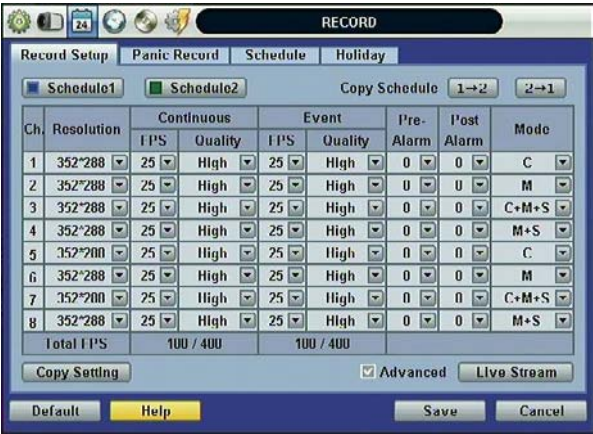 24
RECORD
Record Setup Panic Record Schedule Holiday
Schedule1 Schedule2 Copy Schedule 1→2 2→1
Ch. Resolution Continuous Event Pre-Alarm Post Alarm Mode
FPS Quality FPS Quality
1 352*288 25 High 25 High 0 0 C
2 352*288 25 High 25 High 0 0 M
3 352*288 25 High 25 High 0 0 C+M+S
4 352*288 25 High 25 High 0 0 M+S
5 352*288 25 High 25 High 0 0 C
6 352*288 25 High 25 High 0 0 M
7 352*288 25 High 25 High 0 0 C+M+S
8 352*288 25 High 25 High 0 0 M+S
Total FPS 100 / 400 100 / 400
Copy Setting Advanced Live Stream
Default Help Save Cancel